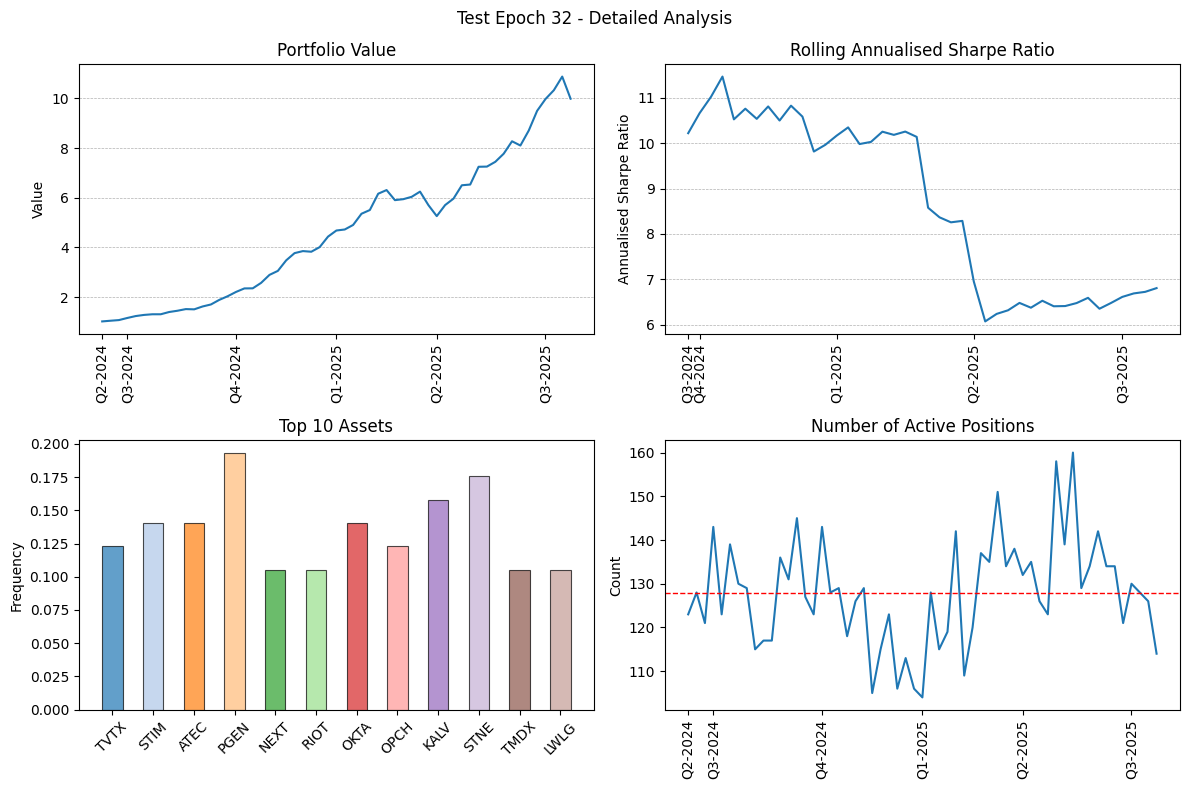 Test Epoch 32 - Detailed Analysis
Portfolio Value
Value
10
8
6
4
2
Q2-2024
Q3-2024
Q4-2024
Q1-2025
Q2-2025
Q3-2025
Rolling Annualised Sharpe Ratio
Annualised Sharpe Ratio
11
10
9
8
7
6
Q3-2024
Q4-2024
Q1-2025
Q2-2025
Q3-2025
Top 10 Assets
Frequency
0.200
0.175
0.150
0.125
0.100
0.075
0.050
0.025
0.000
TVTX
STIM
ATEC
PGEN
NEXT
RIOT
OKTA
OPCH
KALV
STNE
TMDX
LWLG
Number of Active Positions
Count
160
150
140
130
120
110
Q2-2024
Q3-2024
Q4-2024
Q1-2025
Q2-2025
Q3-2025